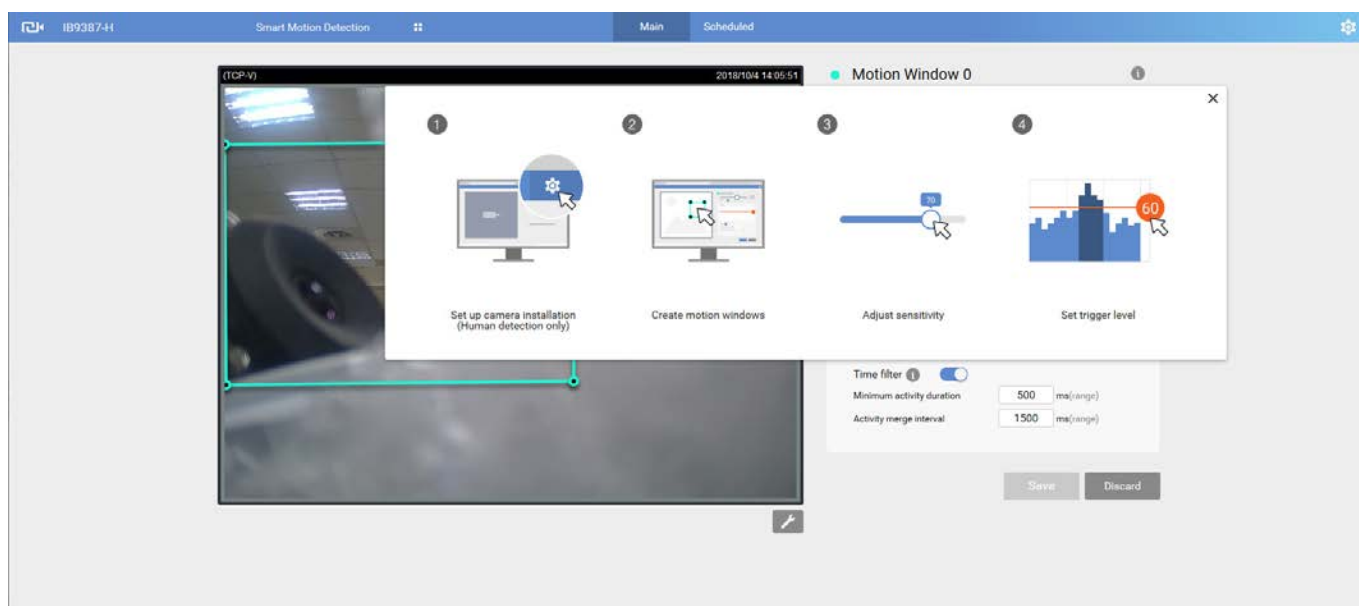 IB9387-H
Smart Motion Detection
Main
Scheduled
(TCP-V)
2018/10/4 14:05:51
Motion Window 0
1
2
3
4
70
60
Set up camera installation
(Human detection only)
Create motion windows
Adjust sensitivity
Set trigger level
Time filter
Minimum activity duration
500
ms(range)
Activity merge interval
1500
ms(range)
Save
Discard